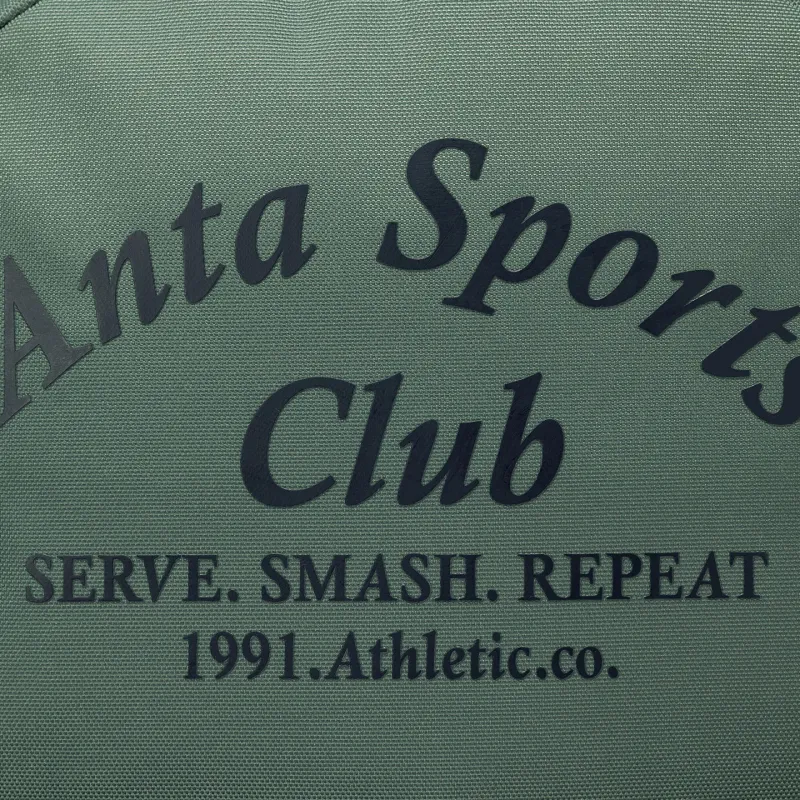 Anta Sports
Club
SERVE. SMASH. REPEAT
1991.Athletic.co.